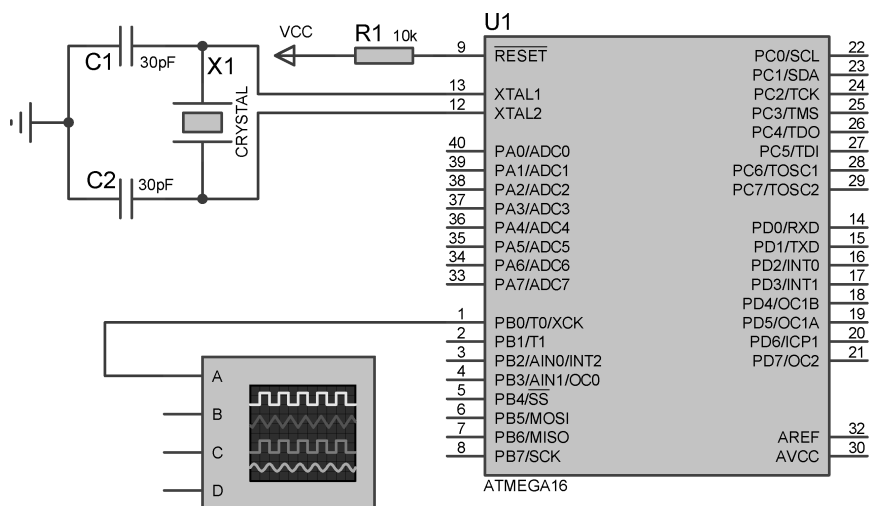 U1
VCC
R1 10k
C1 30pF
X1
CRYSTAL
C2 30pF
9 RESET
13 XTAL1
12 XTAL2
40 PA0/ADC0
39 PA1/ADC1
38 PA2/ADC2
37 PA3/ADC3
36 PA4/ADC4
35 PA5/ADC5
34 PA6/ADC6
33 PA7/ADC7
1 PB0/T0/XCK
2 PB1/T1
3 PB2/AIN0/INT2
4 PB3/AIN1/OC0
5 PB4/SS
6 PB5/MOSI
7 PB6/MISO
8 PB7/SCK
PC0/SCL 22
PC1/SDA 23
PC2/TCK 24
PC3/TMS 25
PC4/TDO 26
PC5/TDI 27
PC6/TOSC1 28
PC7/TOSC2 29
PD0/RXD 14
PD1/TXD 15
PD2/INT0 16
PD3/INT1 17
PD4/OC1B 18
PD5/OC1A 19
PD6/ICP1 20
PD7/OC2 21
AREF 32
AVCC 30
ATMEGA16
A
B
C
D